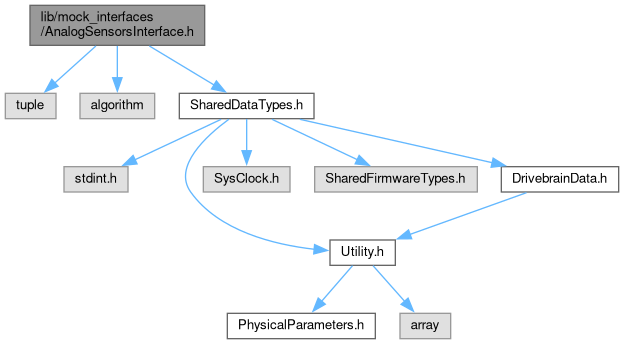 lib/mock_interfaces
/AnalogSensorsInterface.h
tuple
algorithm
SharedDataTypes.h
stdint.h
SysClock.h
SharedFirmwareTypes.h
DrivebrainData.h
Utility.h
PhysicalParameters.h
array